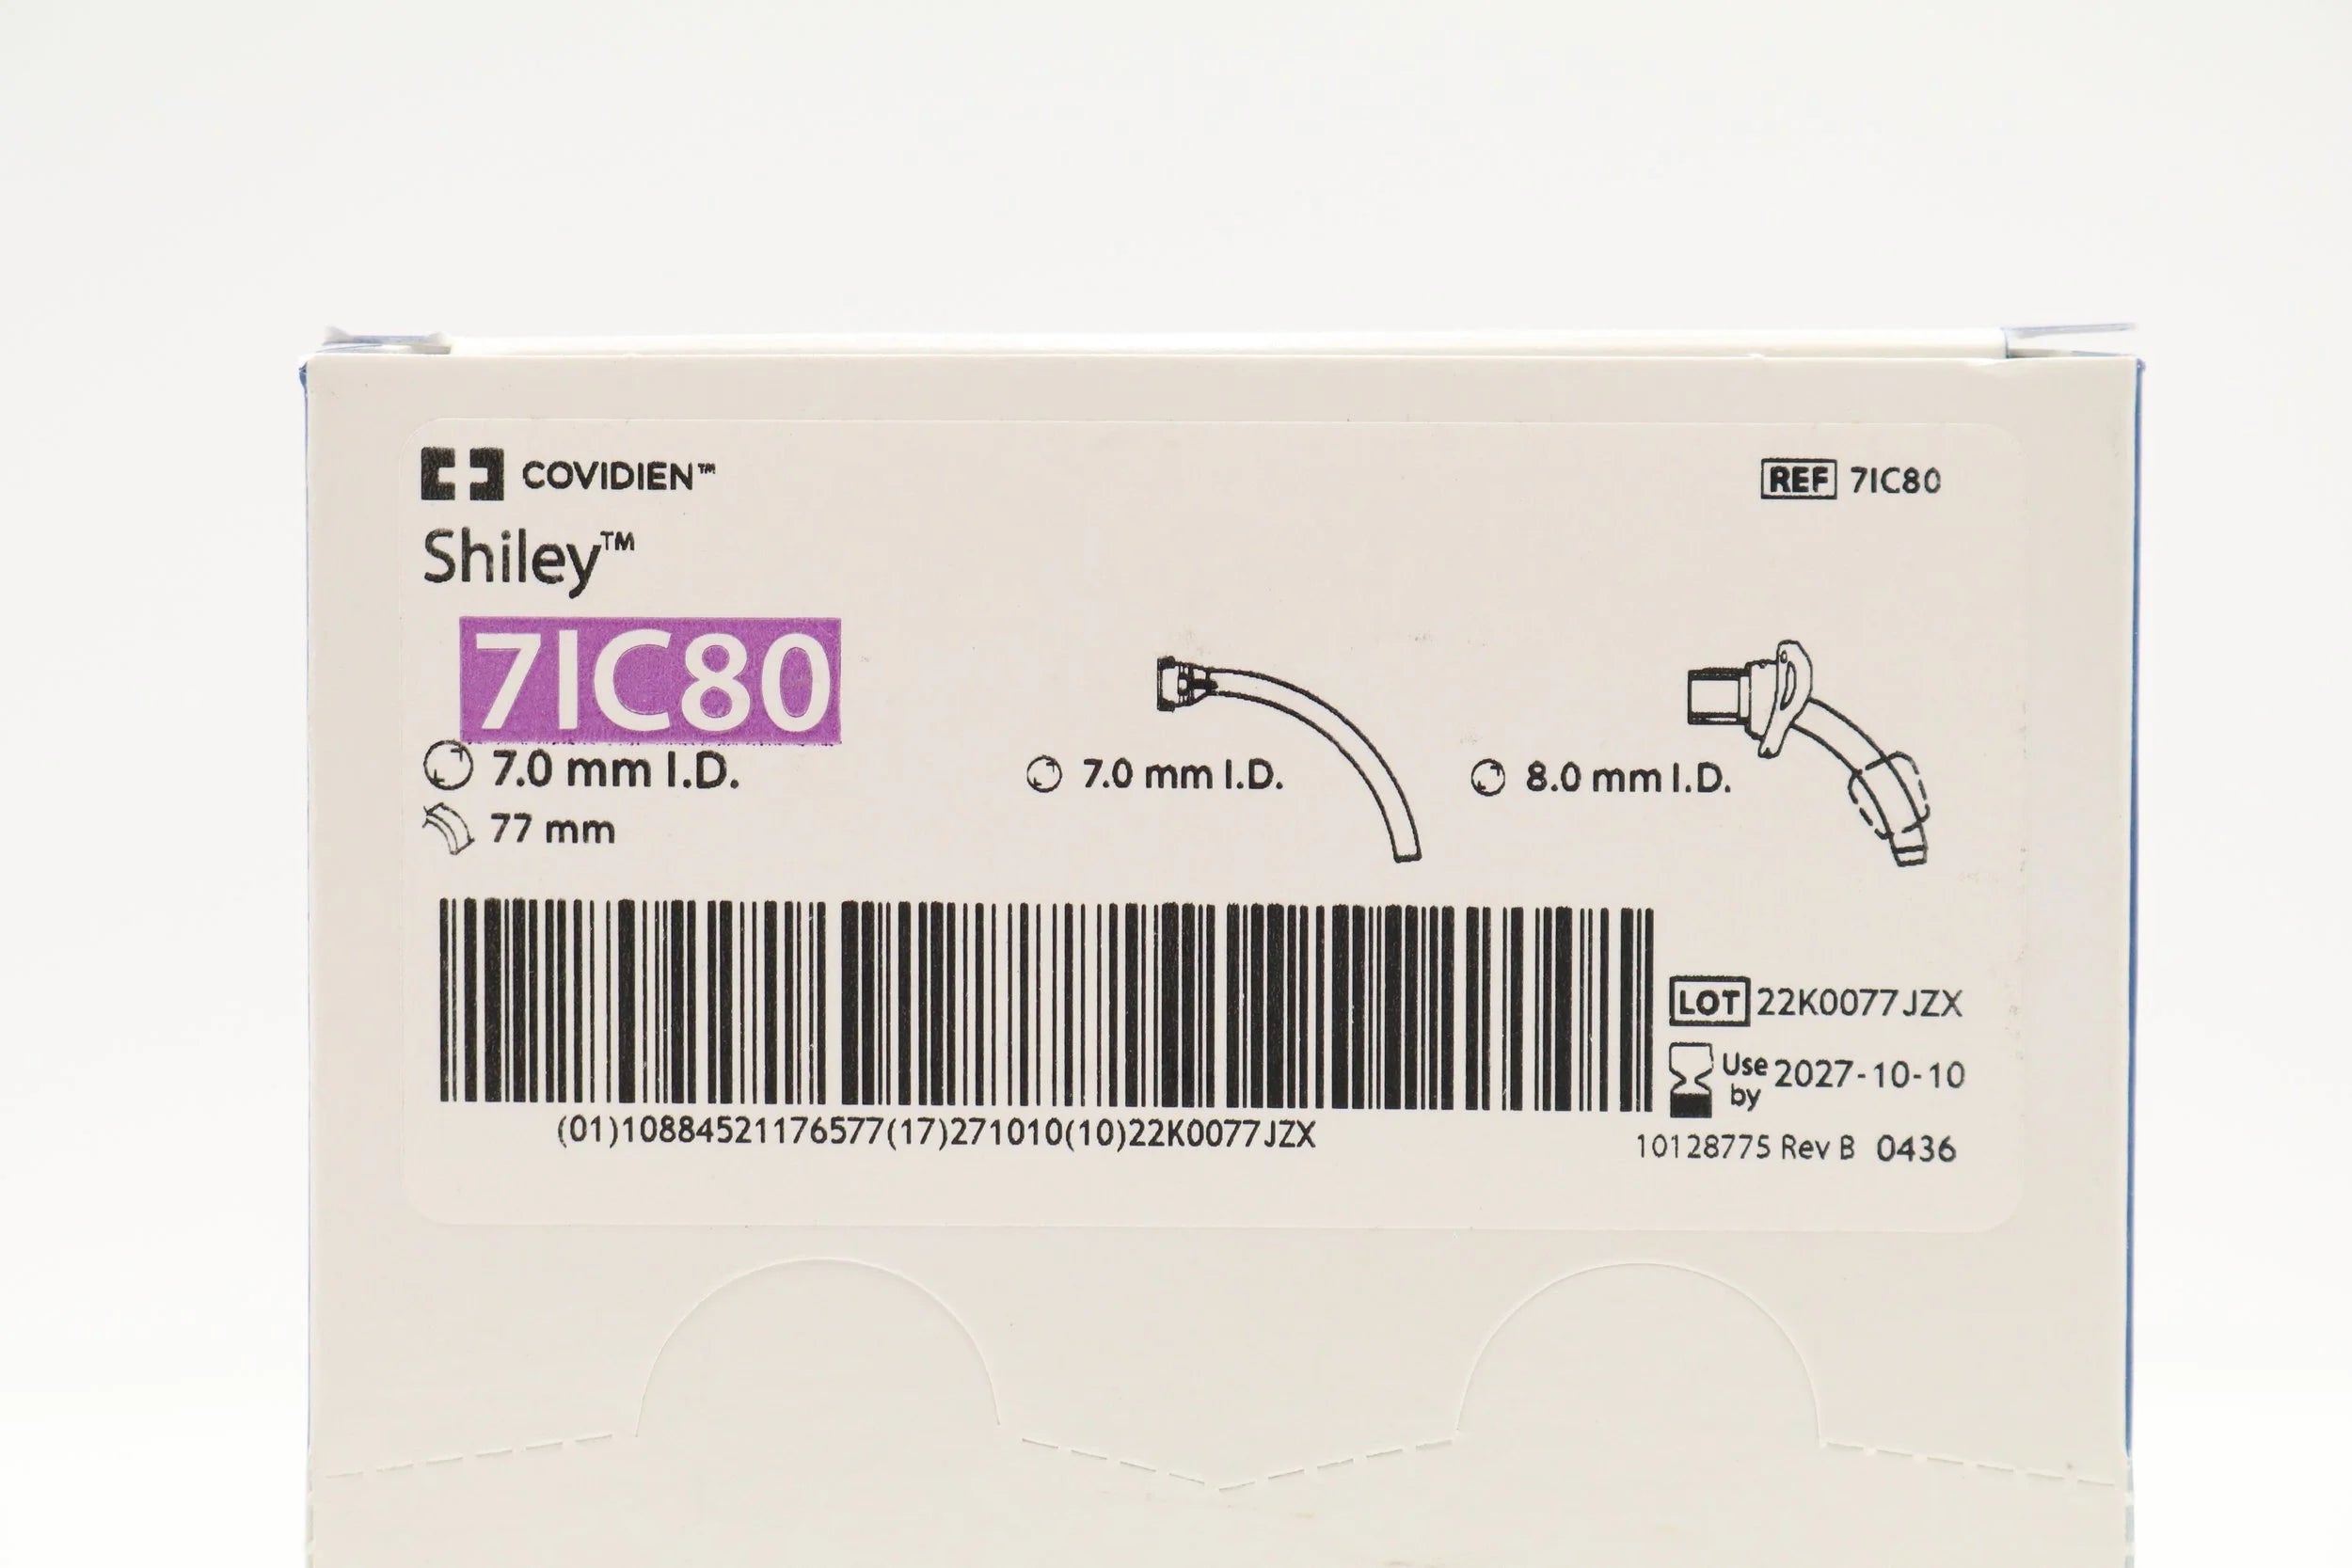 COVIDIEN™
REF 7IC80
Shiley™
7IC80
7.0 mm I.D.
7.0 mm I.D.
8.0 mm I.D.
77 mm
LOT 22K0077JZX
Use by 2027-10-10
(01)10884521176577(17)271010(10)22K0077JZX
10128775 Rev B 0436